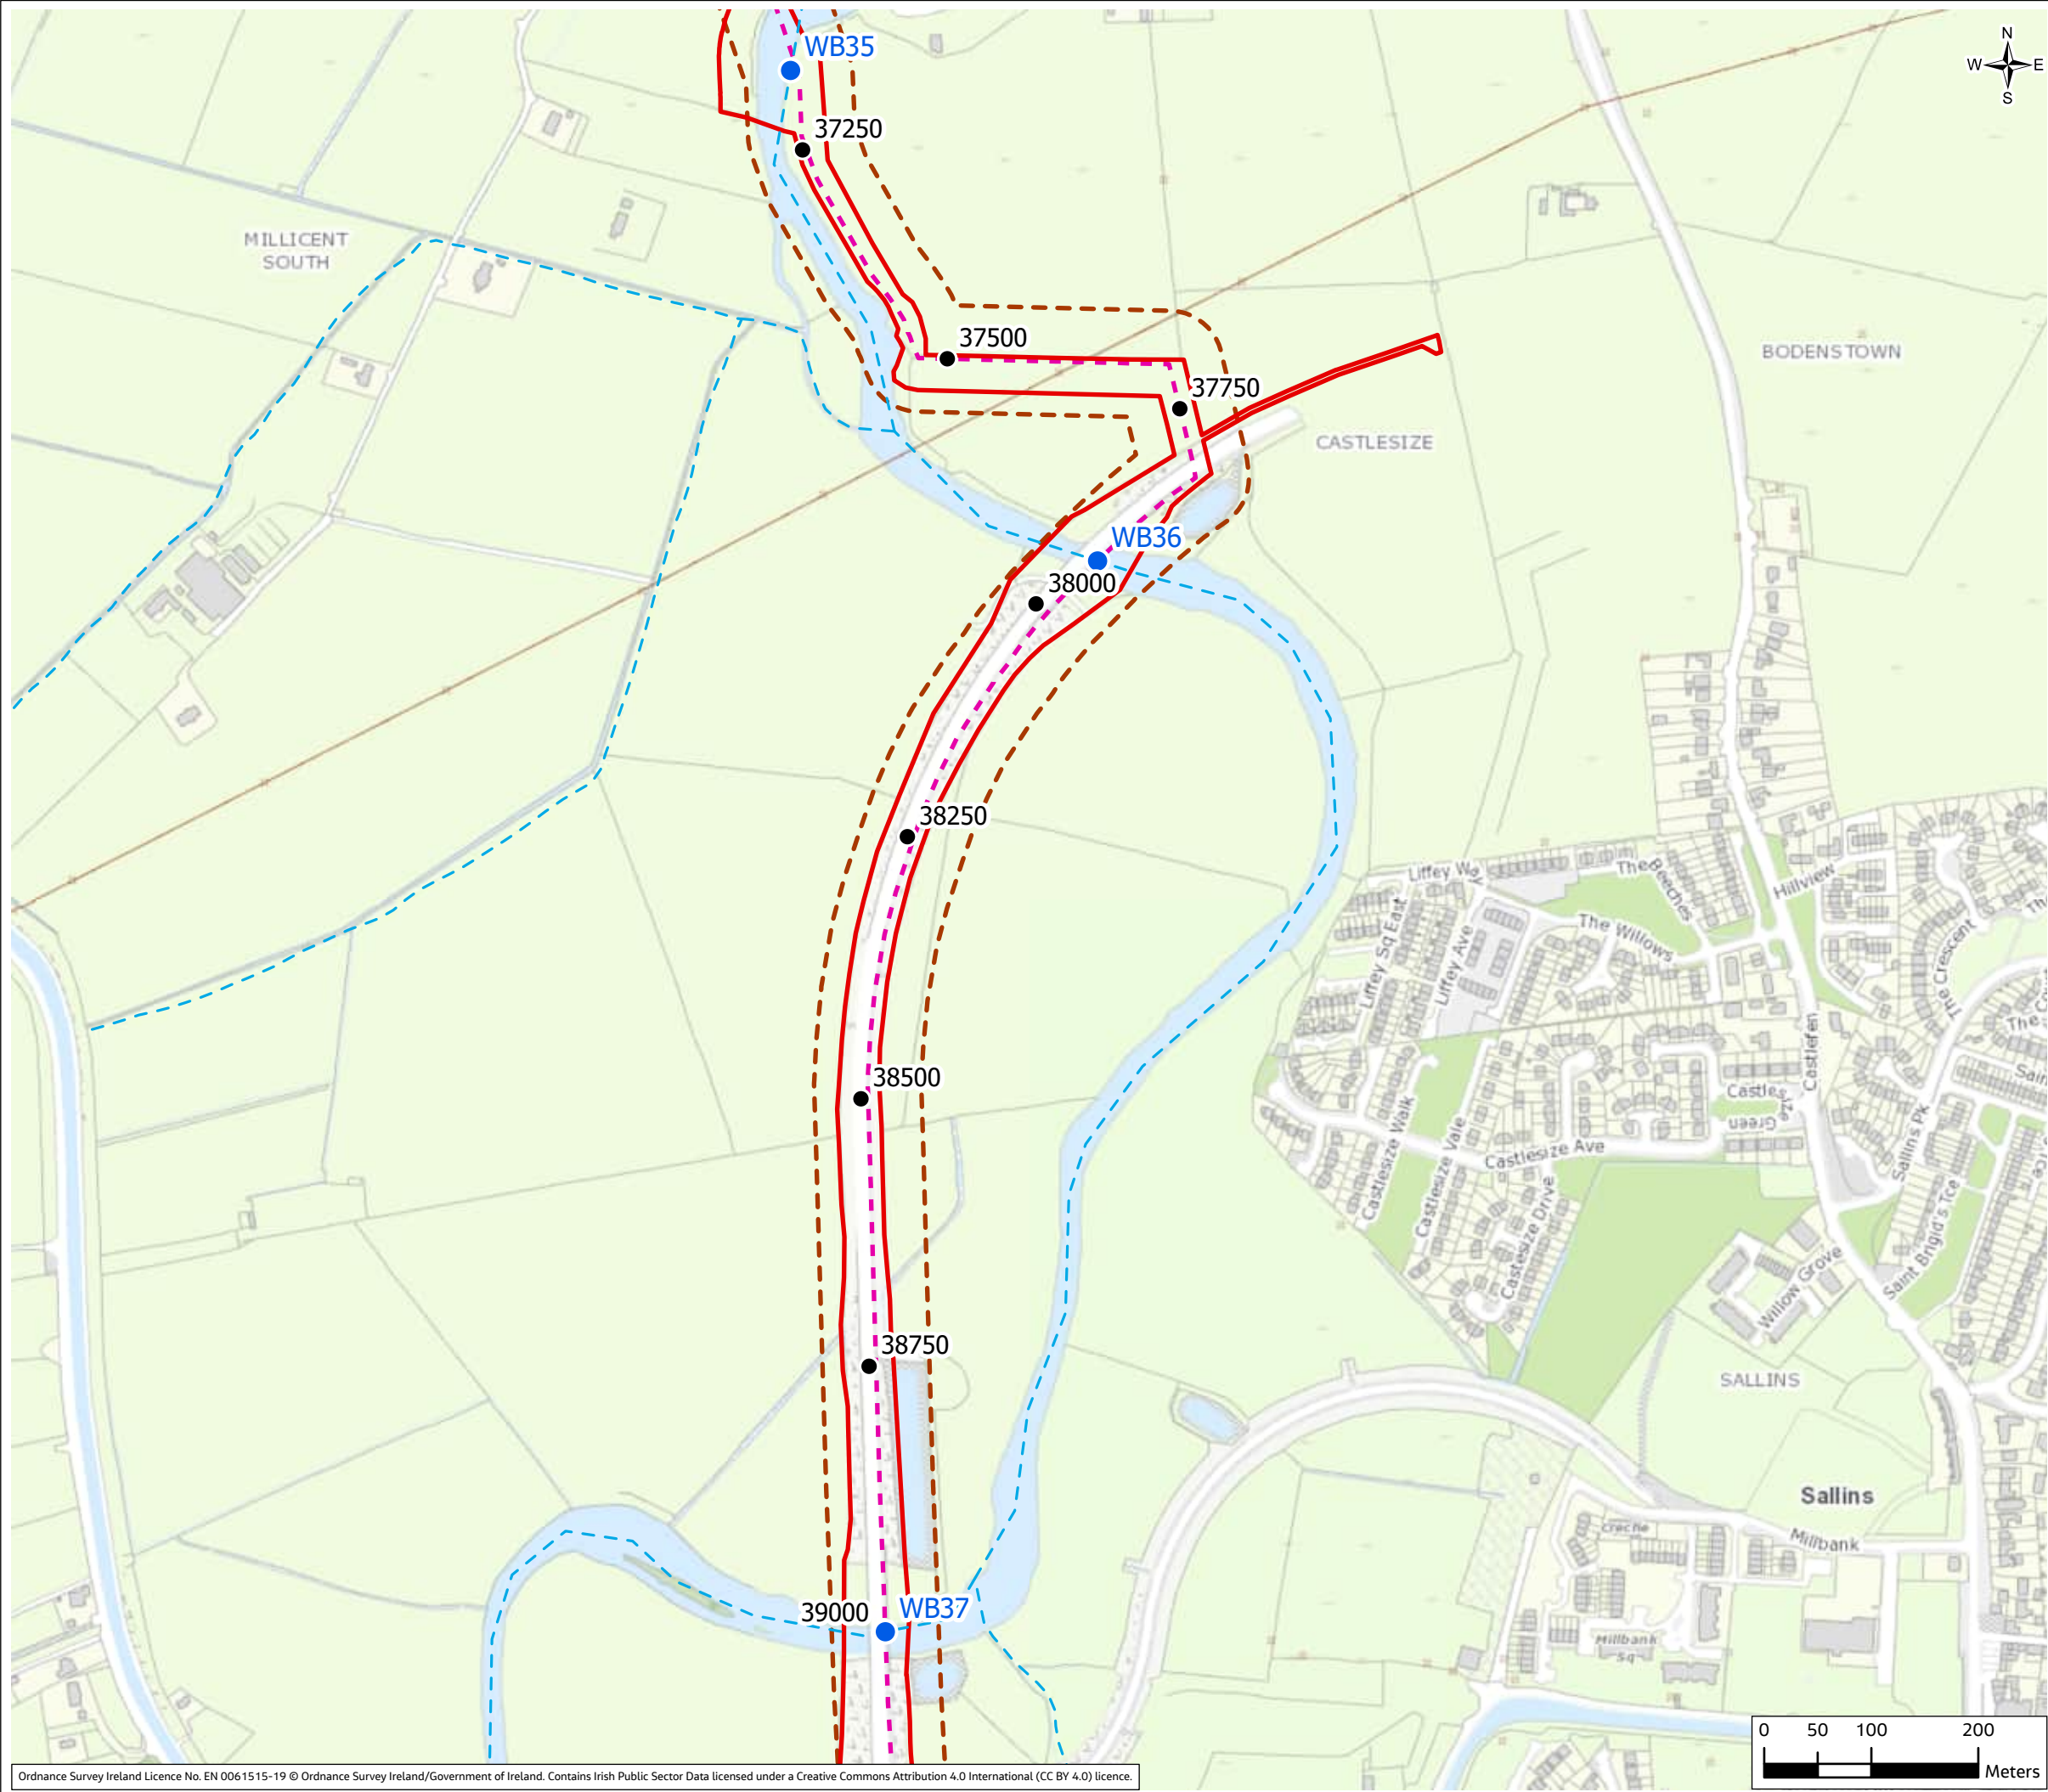 WB35
N
W E
S
37250
MILLICENT
SOUTH
37500
BODENSTOWN
37750
CASTLESIZE
WB36
38000
38250
Liffey Way
The Beeches
Hillview
Liffey Sq East
Liffey Ave
The Willows
The Crescent
38500
Castlefen
Castlesize
Green
Sallins Pk
Castlesize Walk
Castlesize Vale
Castlesize Ave
Castlesize Drive
Saint Brigid's Tce
Willow Grove
38750
SALLINS
Sallins
Creche
Millbank
39000
WB37
Millbank
Sq
0 50 100 200
Meters
Ordnance Survey Ireland Licence No. EN 0061515-19 © Ordnance Survey Ireland/Government of Ireland. Contains Irish Public Sector Data licensed under a Creative Commons Attribution 4.0 International (CC BY 4.0) licence.